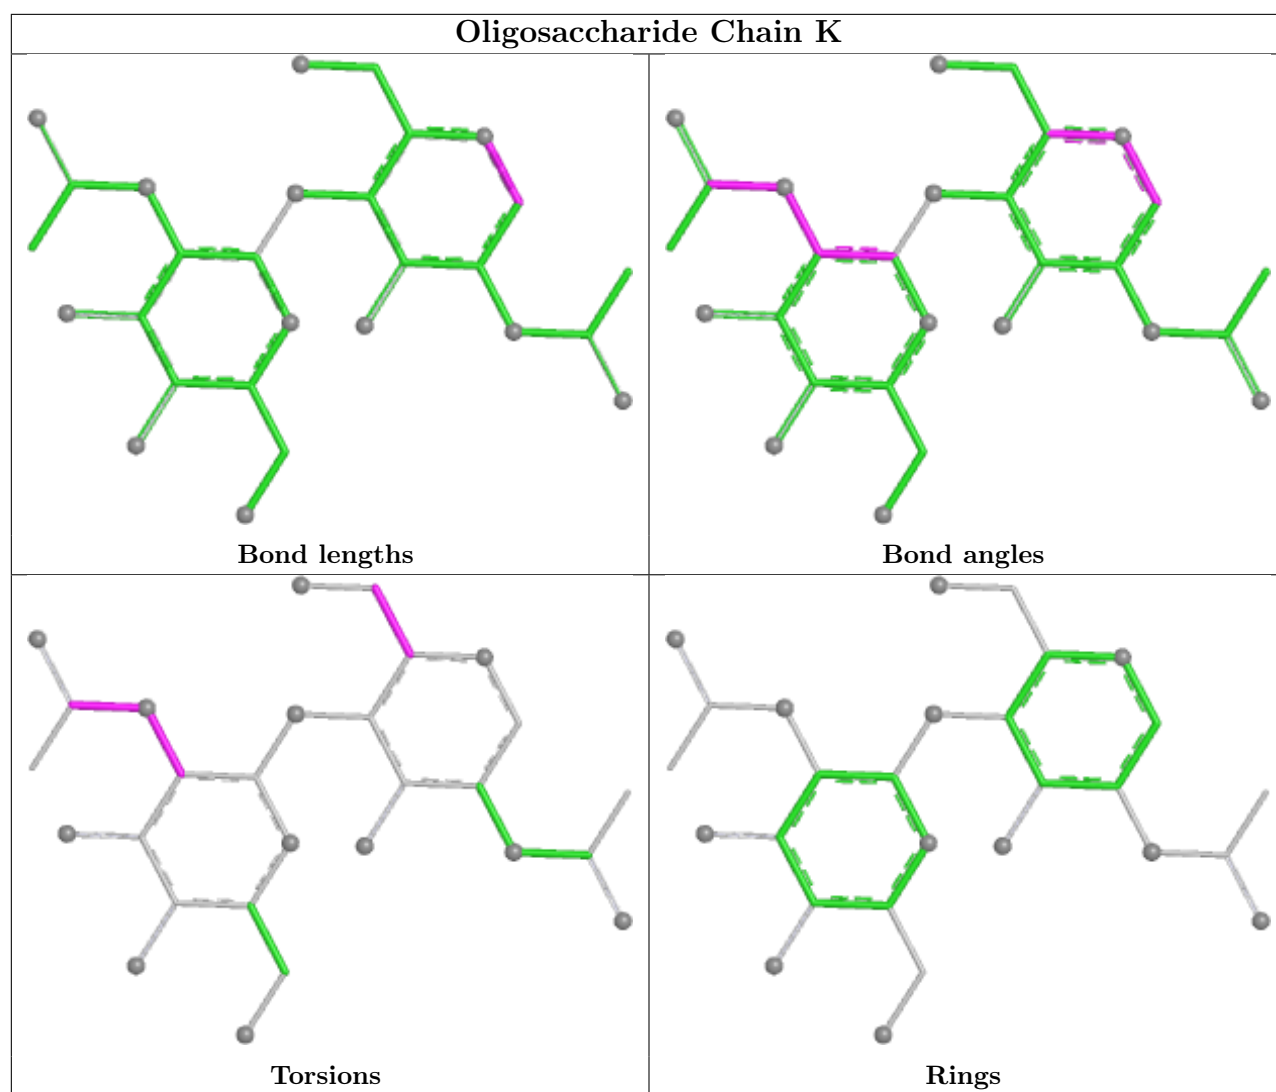 Oligosaccharide Chain K
Bond lengths
Bond angles
Torsions
Rings